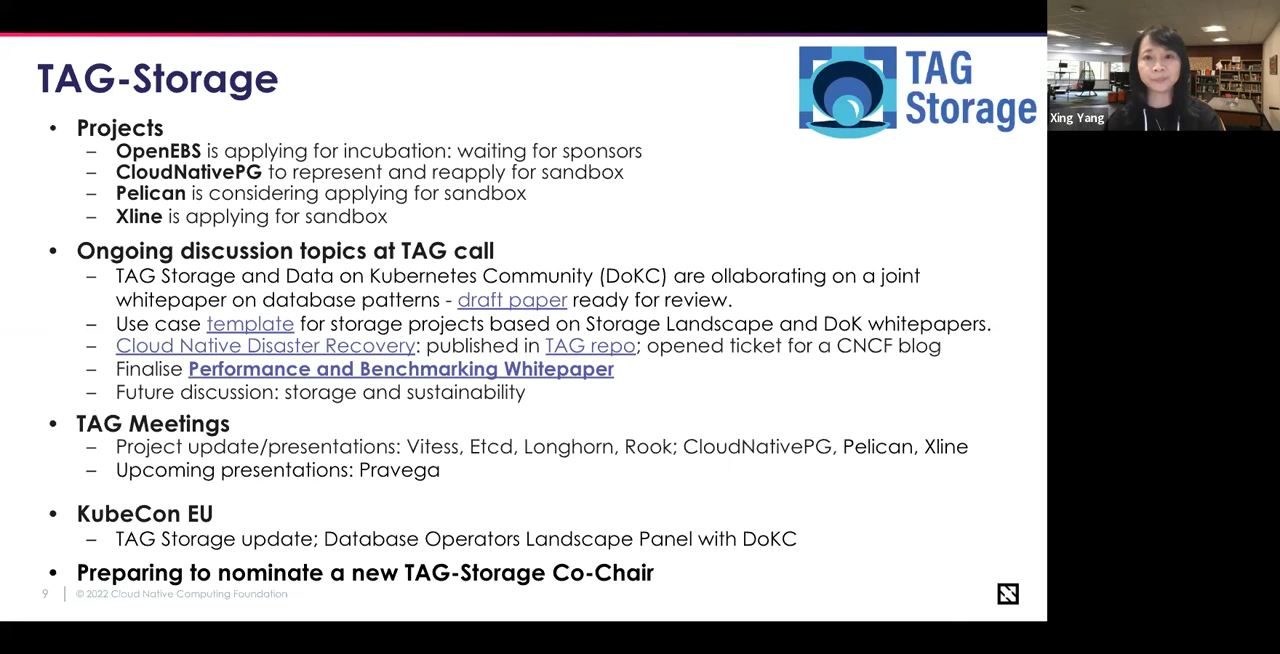 TAG-Storage
TAG
Storage
Xing Yang
• Projects
– OpenEBS is applying for incubation: waiting for sponsors
– CloudNativePG to represent and reapply for sandbox
– Pelican is considering applying for sandbox
– Xline is applying for sandbox
• Ongoing discussion topics at TAG call
– TAG Storage and Data on Kubernetes Community (DoKC) are ollaborating on a joint
whitepaper on database patterns - draft paper ready for review.
– Use case template for storage projects based on Storage Landscape and DoK whitepapers.
– Cloud Native Disaster Recovery: published in TAG repo; opened ticket for a CNCF blog
– Finalise Performance and Benchmarking Whitepaper
– Future discussion: storage and sustainability
• TAG Meetings
– Project update/presentations: Vitess, Etcd, Longhorn, Rook; CloudNativePG, Pelican, Xline
– Upcoming presentations: Pravega
• KubeCon EU
– TAG Storage update; Database Operators Landscape Panel with DoKC
• Preparing to nominate a new TAG-Storage Co-Chair
9 | © 2022 Cloud Native Computing Foundation